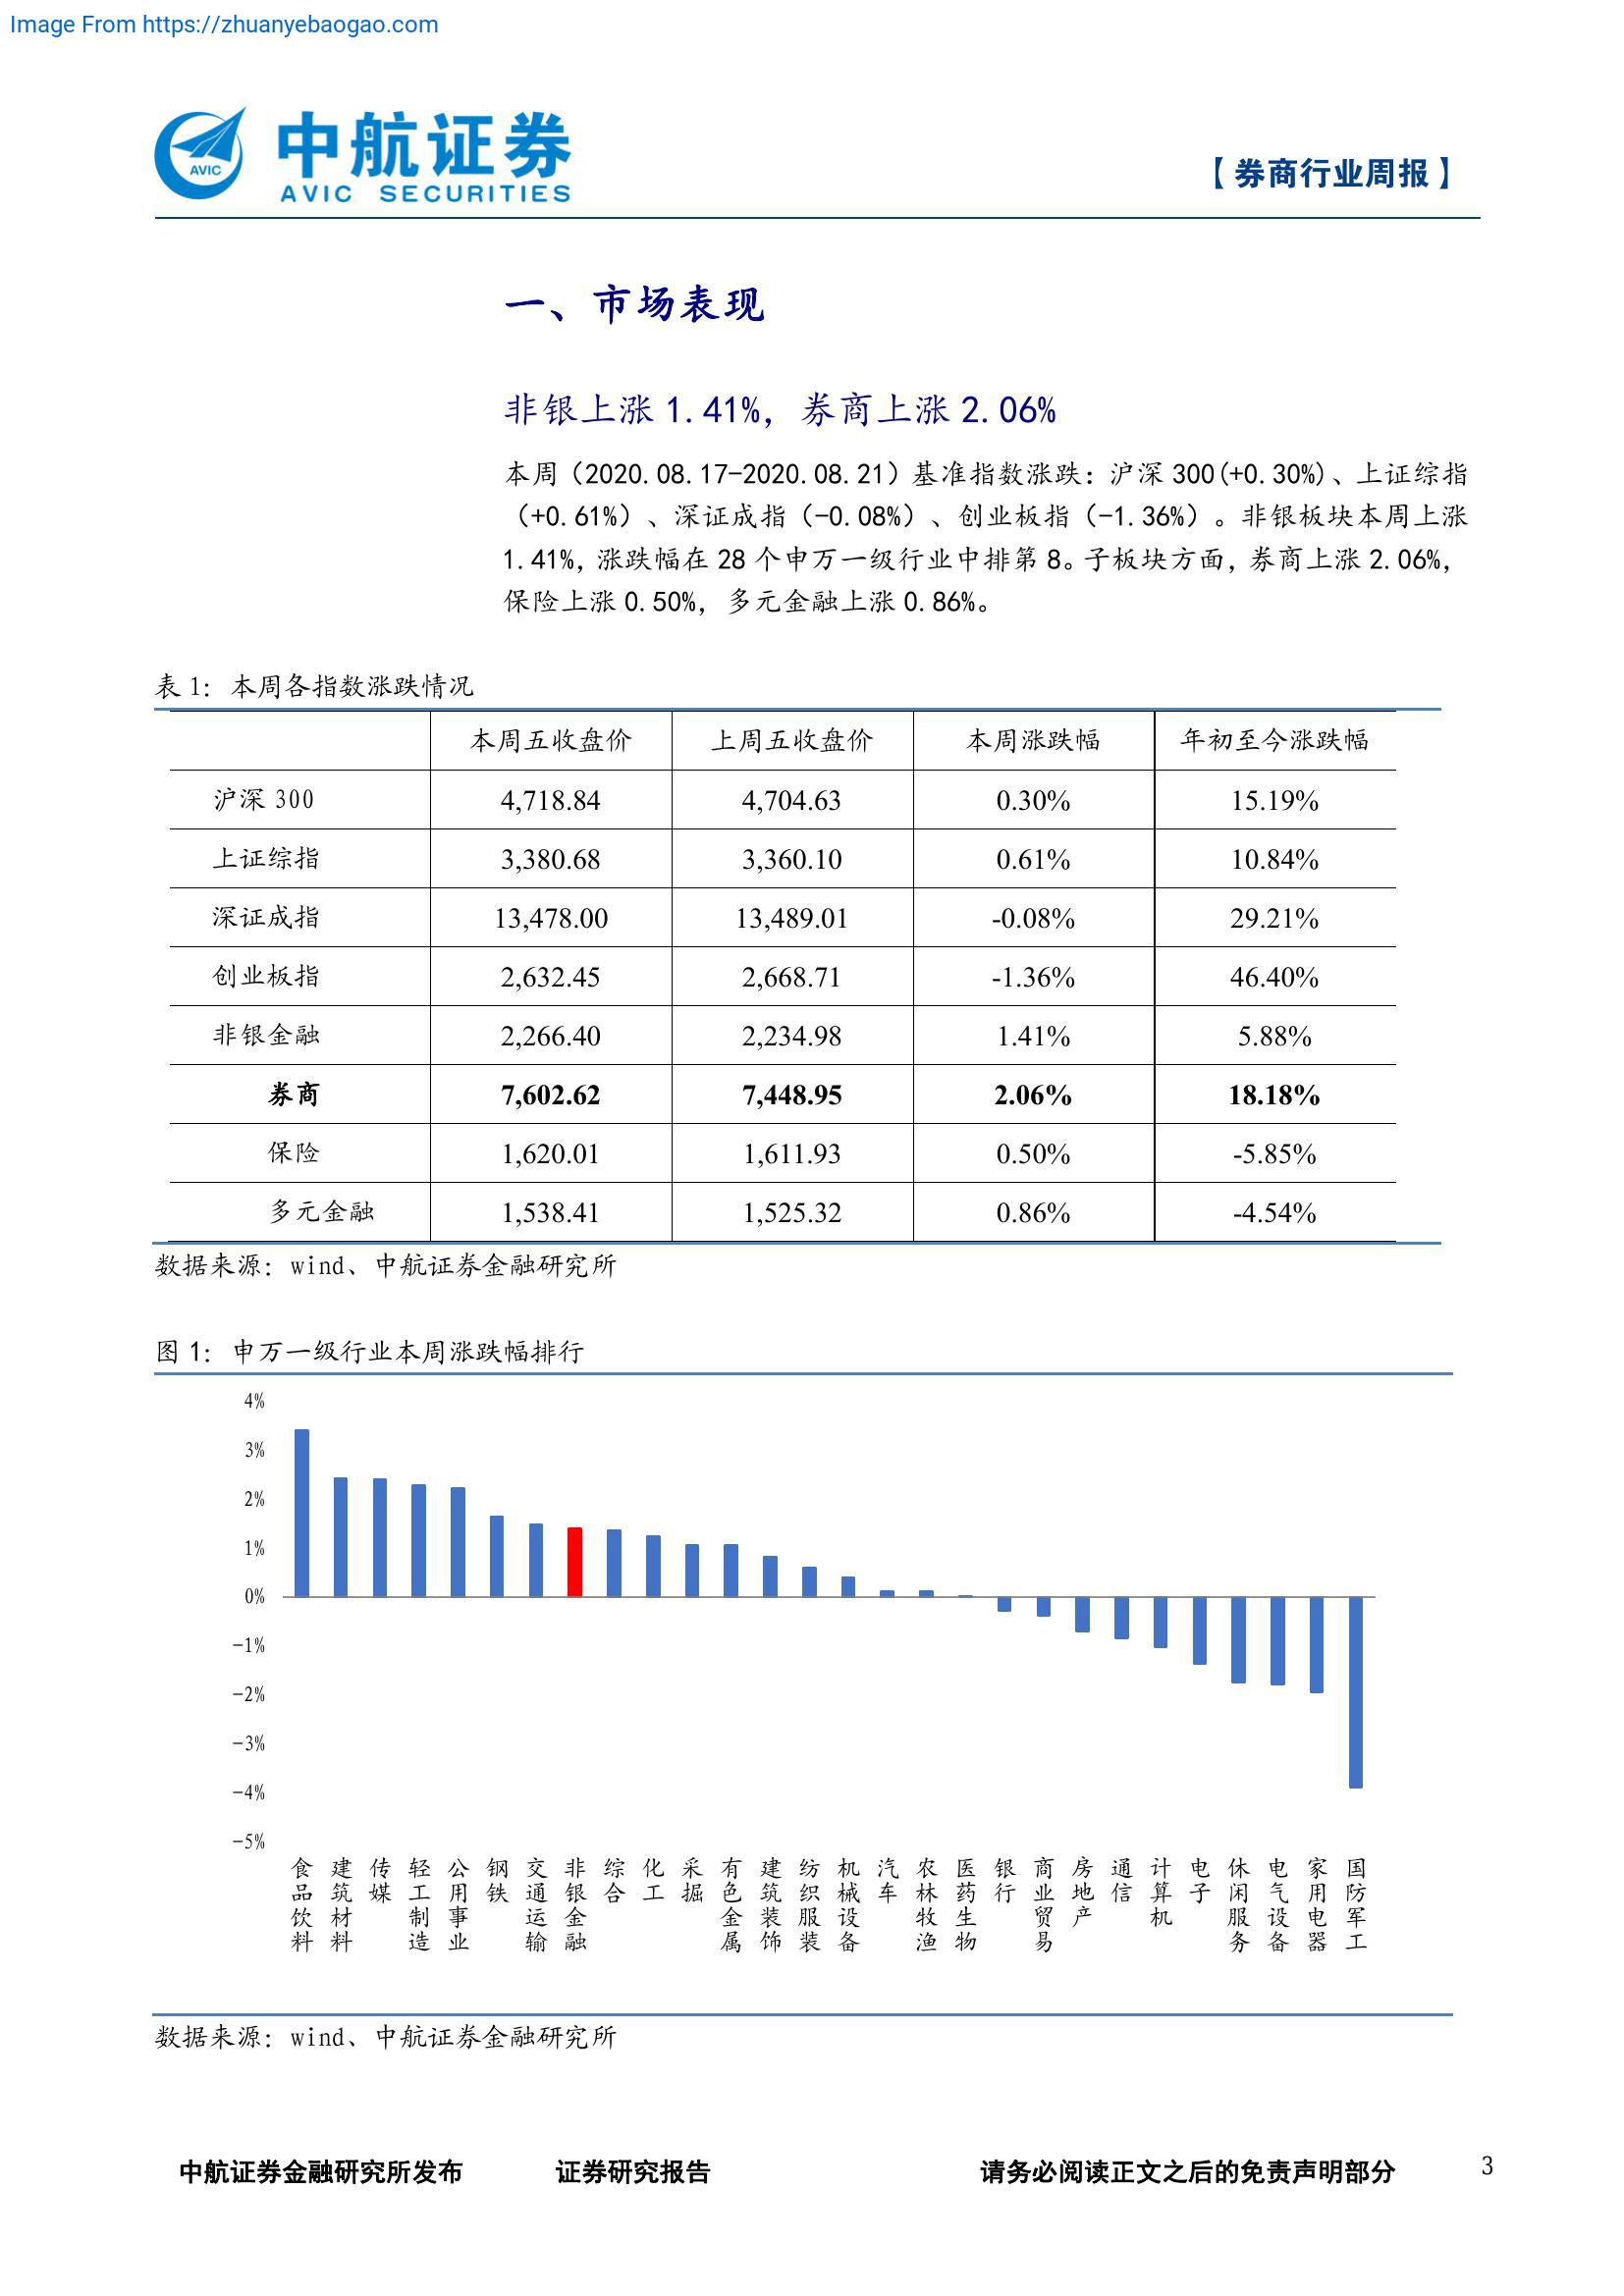 Image From https://zhuanyebaogao.com
AVIC
中航证券
AVIC SECURITIES
【券商行业周报】
一、市场表现
非银上涨 1.41%，券商上涨 2.06%
本周（2020.08.17-2020.08.21）基准指数涨跌：沪深 300(+0.30%)、上证综指
（+0.61%）、深证成指（-0.08%）、创业板指（-1.36%）。非银板块本周上涨
1.41%，涨跌幅在 28 个申万一级行业中排第 8。子板块方面，券商上涨 2.06%，
保险上涨 0.50%，多元金融上涨 0.86%。
表 1：本周各指数涨跌情况
本周五收盘价 上周五收盘价 本周涨跌幅 年初至今涨跌幅
沪深 300 4,718.84 4,704.63 0.30% 15.19%
上证综指 3,380.68 3,360.10 0.61% 10.84%
深证成指 13,478.00 13,489.01 -0.08% 29.21%
创业板指 2,632.45 2,668.71 -1.36% 46.40%
非银金融 2,266.40 2,234.98 1.41% 5.88%
券商 7,602.62 7,448.95 2.06% 18.18%
保险 1,620.01 1,611.93 0.50% -5.85%
多元金融 1,538.41 1,525.32 0.86% -4.54%
数据来源：wind、中航证券金融研究所
图 1：申万一级行业本周涨跌幅排行
4%
3%
2%
1%
0%
-1%
-2%
-3%
-4%
-5%
食品饮料
建筑材料
传媒
轻工制造
公用事业
钢铁
交通运输
非银金融
综合
化工
采掘
有色金属
建筑装饰
纺织服装
机械设备
汽车
农林牧渔
医药生物
银行
商业贸易
房地产
通信
计算机
电子
休闲服务
电气设备
家用电器
国防军工
数据来源：wind、中航证券金融研究所
中航证券金融研究所发布 证券研究报告 请务必阅读正文之后的免责声明部分 3